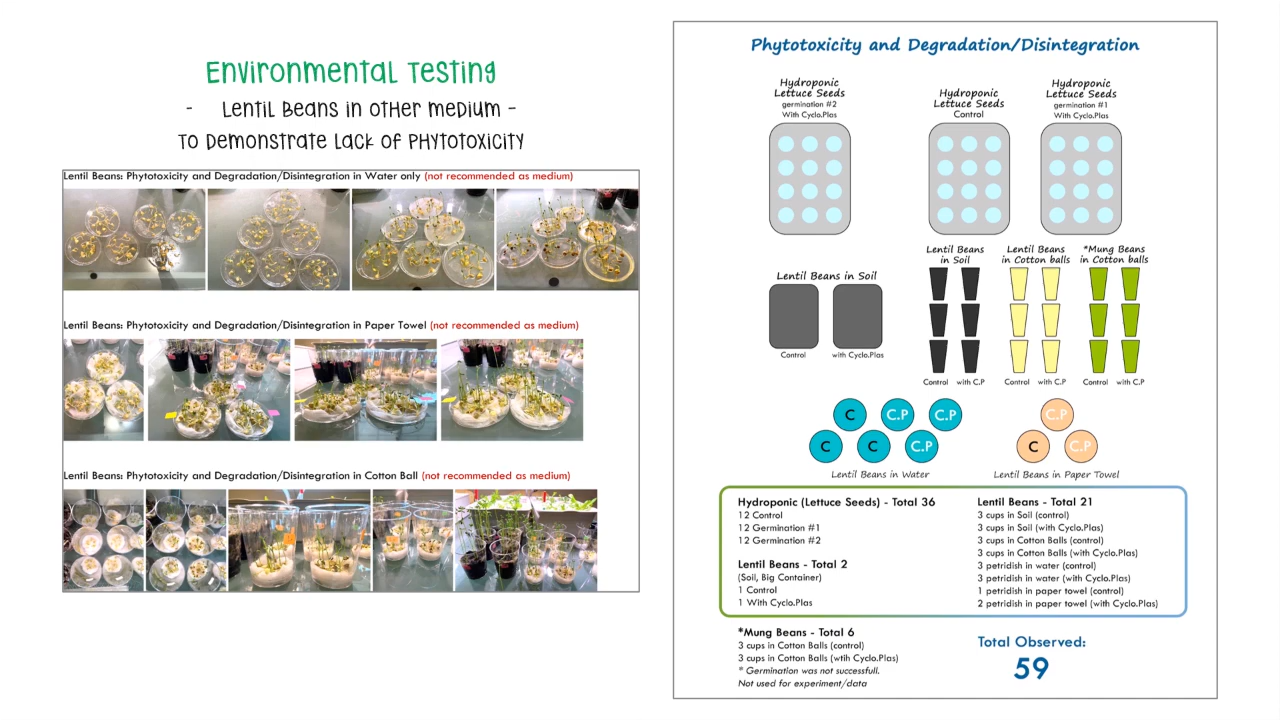 Environmental Testing
- Lentil Beans in other medium -
To Demonstrate Lack of Phytotoxicity
Lentil Beans: Phytotoxicity and Degradation/Disintegration in Water only (not recommended as medium)
Lentil Beans: Phytotoxicity and Degradation/Disintegration in Paper Towel (not recommended as medium)
Lentil Beans: Phytotoxicity and Degradation/Disintegration in Cotton Ball (not recommended as medium)
Phytotoxicity and Degradation/Disintegration
Hydroponic
Lettuce Seeds
germination #2
With Cyclo.Plas
Hydroponic
Lettuce Seeds
Control
Hydroponic
Lettuce Seeds
germination #1
With Cyclo.Plas
Lentil Beans in Soil
Control
with Cyclo.Plas
Lentil Beans
in Soil
Control with C.P
Lentil Beans
in Cotton balls
Control with C.P
*Mung Beans
in Cotton balls
Control with C.P
C C.P C.P
C C C.P
Lentil Beans in Water
C.P
C C.P
Lentil Beans in Paper Towel
Hydroponic (Lettuce Seeds) - Total 36
12 Control
12 Germination #1
12 Germination #2
Lentil Beans - Total 2
(Soil, Big Container)
1 Control
1 With Cyclo.Plas
Lentil Beans - Total 21
3 cups in Soil (control)
3 cups in Soil (with Cyclo.Plas)
3 cups in Cotton Balls (control)
3 cups in Cotton Balls (with Cyclo.Plas)
3 petridish in water (control)
3 petridish in water (with Cyclo.Plas)
1 petridish in paper towel (control)
2 petridish in paper towel (with Cyclo.Plas)
*Mung Beans - Total 6
3 cups in Cotton Balls (control)
3 cups in Cotton Balls (wtih Cyclo.Plas)
* Germination was not successfull.
Not used for experiment/data
Total Observed:
59